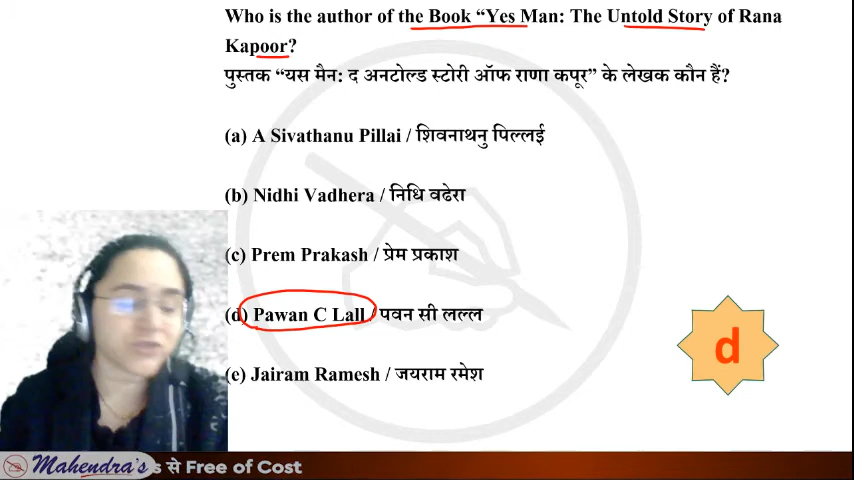 Who is the author of the Book “Yes Man: The Untold Story of Rana
Kapoor?
पुस्तक “यस मैन: द अनटोल्ड स्टोरी ऑफ राणा कपूर” के लेखक कौन हैं?
(a) A Sivathanu Pillai / शिवनाथनु पिल्लई
(b) Nidhi Vadhera / निधि वढेरा
(c) Prem Prakash / प्रेम प्रकाश
(d) Pawan C Lall / पवन सी लल्ल
d
(e) Jairam Ramesh / जयराम रमेश
Mahendra's s से Free of Cost